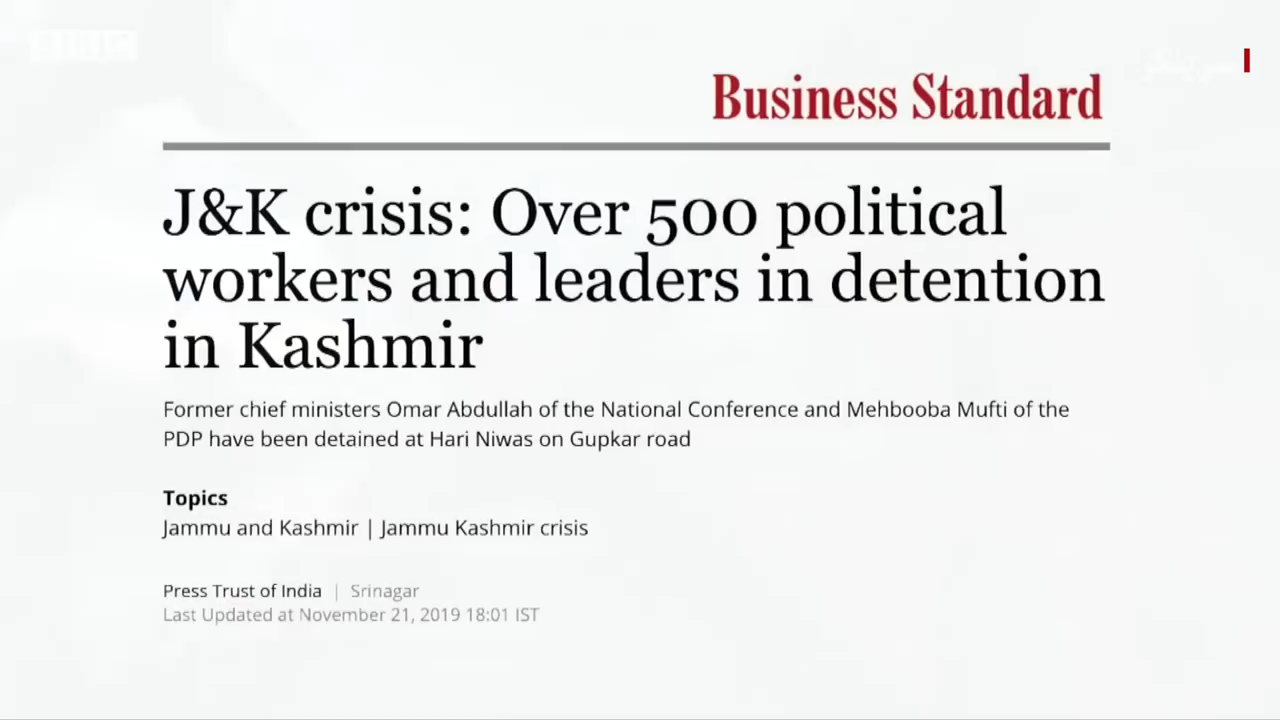 BBC
Business Standard
J&K crisis: Over 500 political
workers and leaders in detention
in Kashmir
Former chief ministers Omar Abdullah of the National Conference and Mehbooba Mufti of the
PDP have been detained at Hari Niwas on Gupkar road
Topics
Jammu and Kashmir | Jammu Kashmir crisis
Press Trust of India | Srinagar
Last Updated at November 21, 2019 18:01 IST